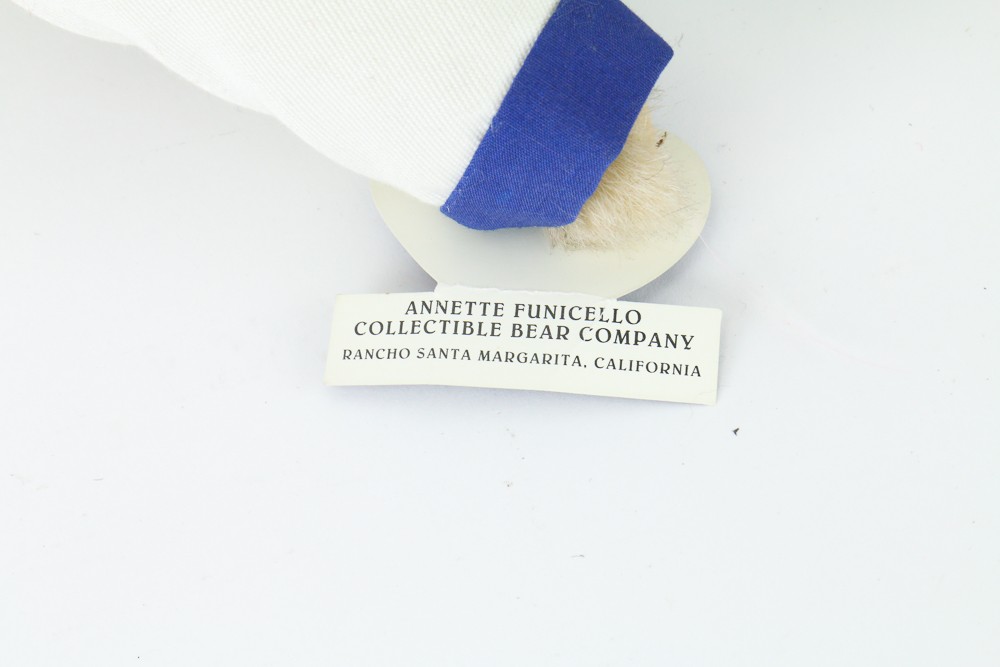 ANNETTE FUNICELLO
COLLECTIBLE BEAR COMPANY
RANCHO SANTA MARGARITA, CALIFORNIA